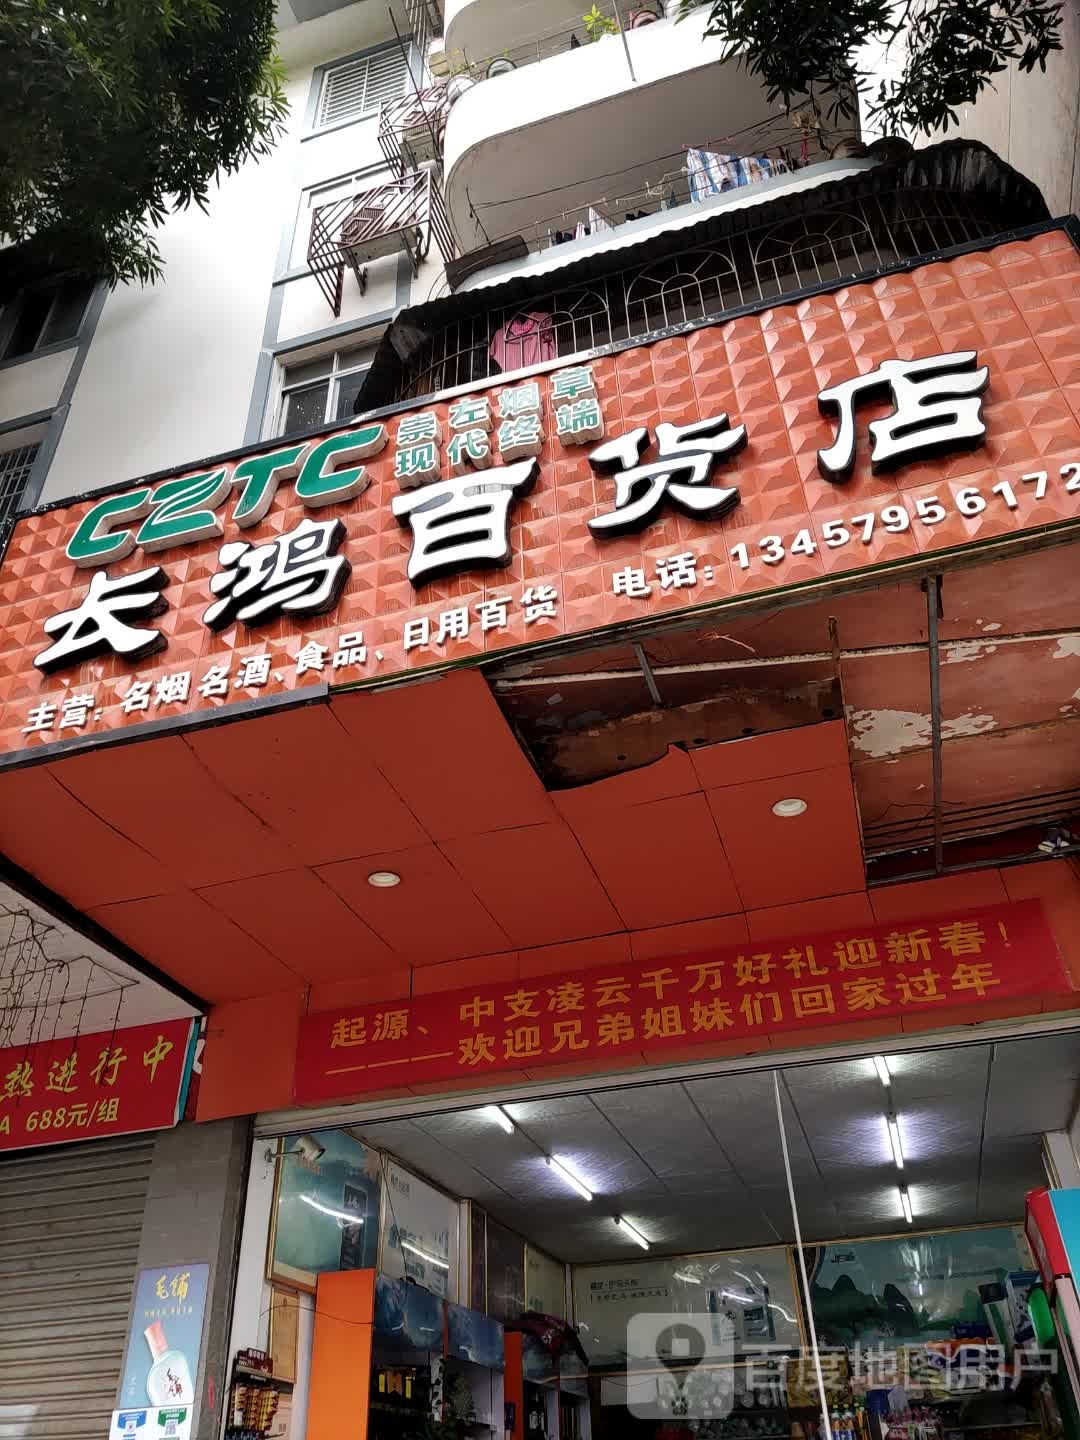 CZTC
崇左烟草
现代终端
长鸿百货店
主营：名烟名酒、食品、日用百货
电话：13457956172
起源、中支凌云千万好礼迎新春！
———欢迎兄弟姐妹们回家过年
热进行中
A 688元/组
毛铺
百度地图用户